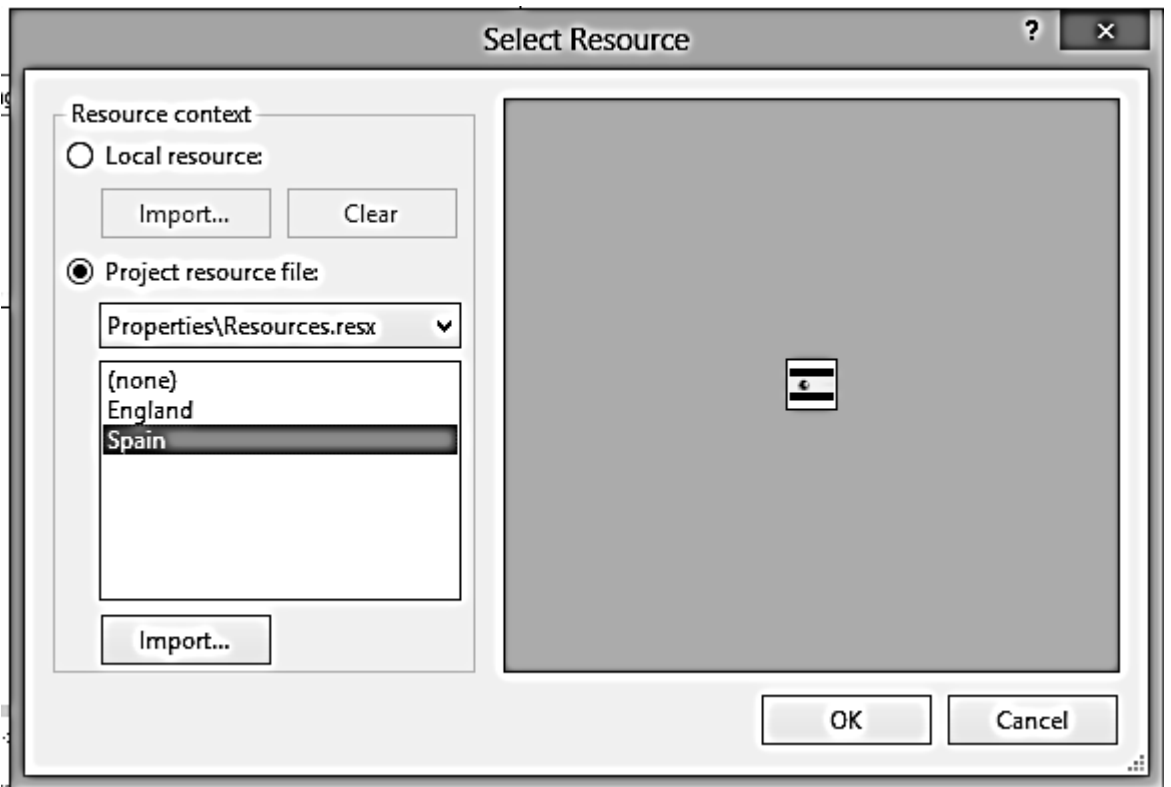 Select Resource
?
Resource context
Local resource:
Import...
Clear
Project resource file:
Properties\Resources.resx
(none)
England
Spain
Import...
OK
Cancel